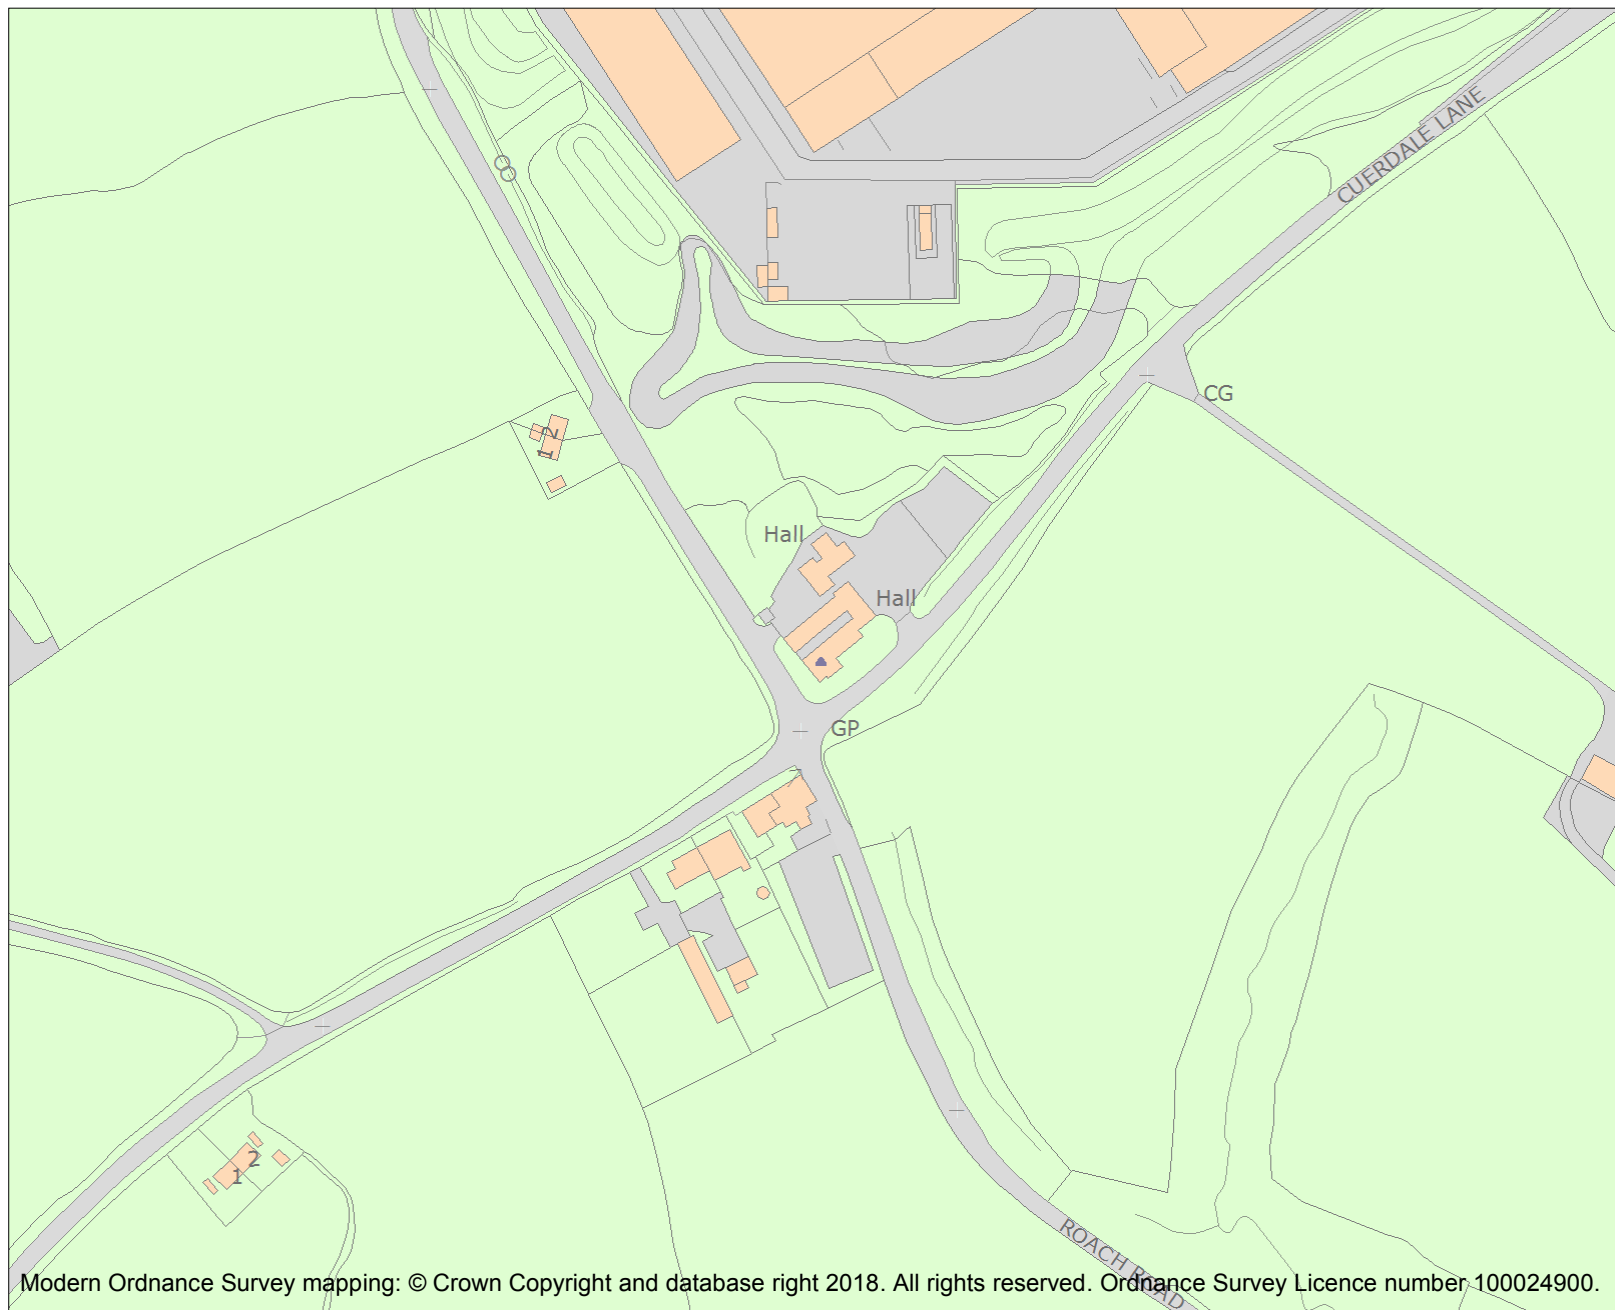 CUERDALE LANE
CG
1 2
Hall
Hall
GP
2
1
ROACH ROAD
Modern Ordnance Survey mapping: © Crown Copyright and database right 2018. All rights reserved. Ordnance Survey Licence number 100024900.